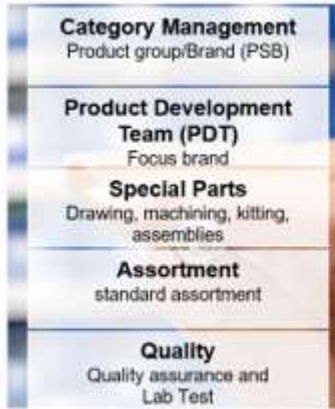 Category Management
Product group/Brand (PSB)
Product Development
Team (PDT)
Focus brand
Special Parts
Drawing, machining, kitting,
assemblies
Assortment
standard assortment
Quality
Quality assurance and
Lab Test